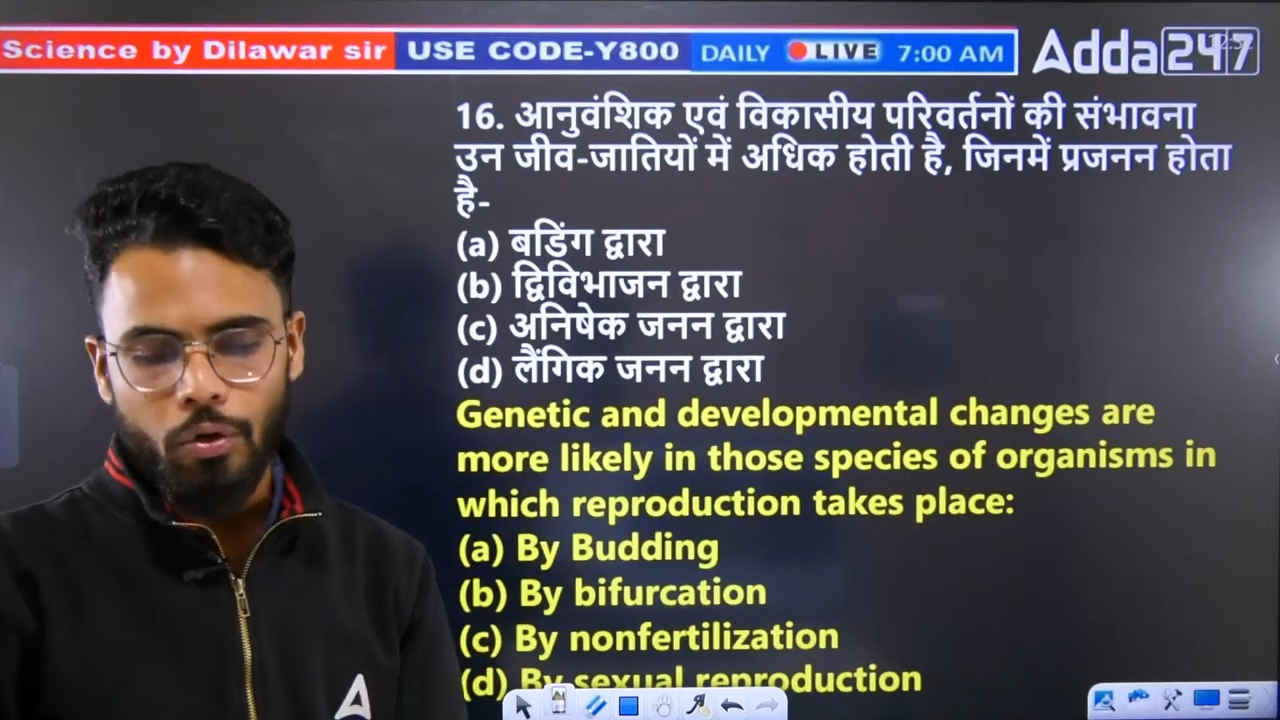 Science by Dilawar sir USE CODE-Y800 DAILY LIVE 7:00 AM Adda247
16. आनुवंशिक एवं विकासीय परिवर्तनों की संभावना
उन जीव-जातियों में अधिक होती है, जिनमें प्रजनन होता
है-
(a) बडिंग द्वारा
(b) द्विविभाजन द्वारा
(c) अनिषेक जनन द्वारा
(d) लैंगिक जनन द्वारा
Genetic and developmental changes are
more likely in those species of organisms in
which reproduction takes place:
(a) By Budding
(b) By bifurcation
(c) By nonfertilization
(d) By sexual reproduction